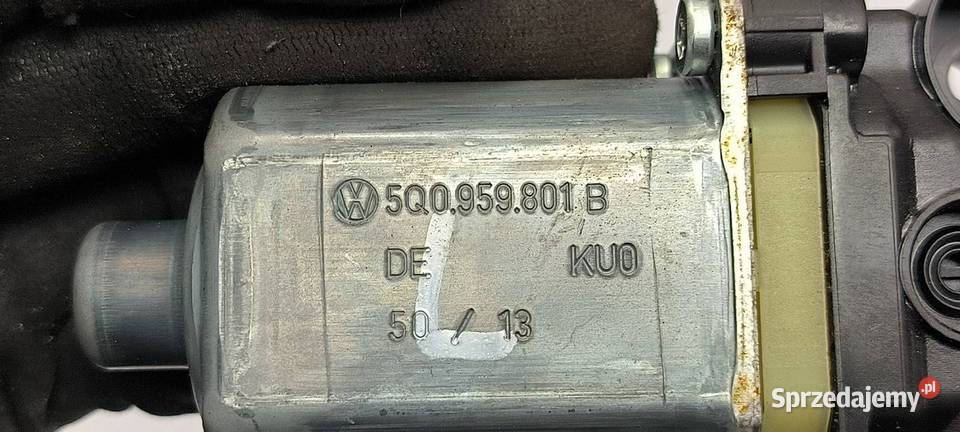 5Q0.959.801 B
DE KU0
50 / 13
L
Sprzedajemy.pl